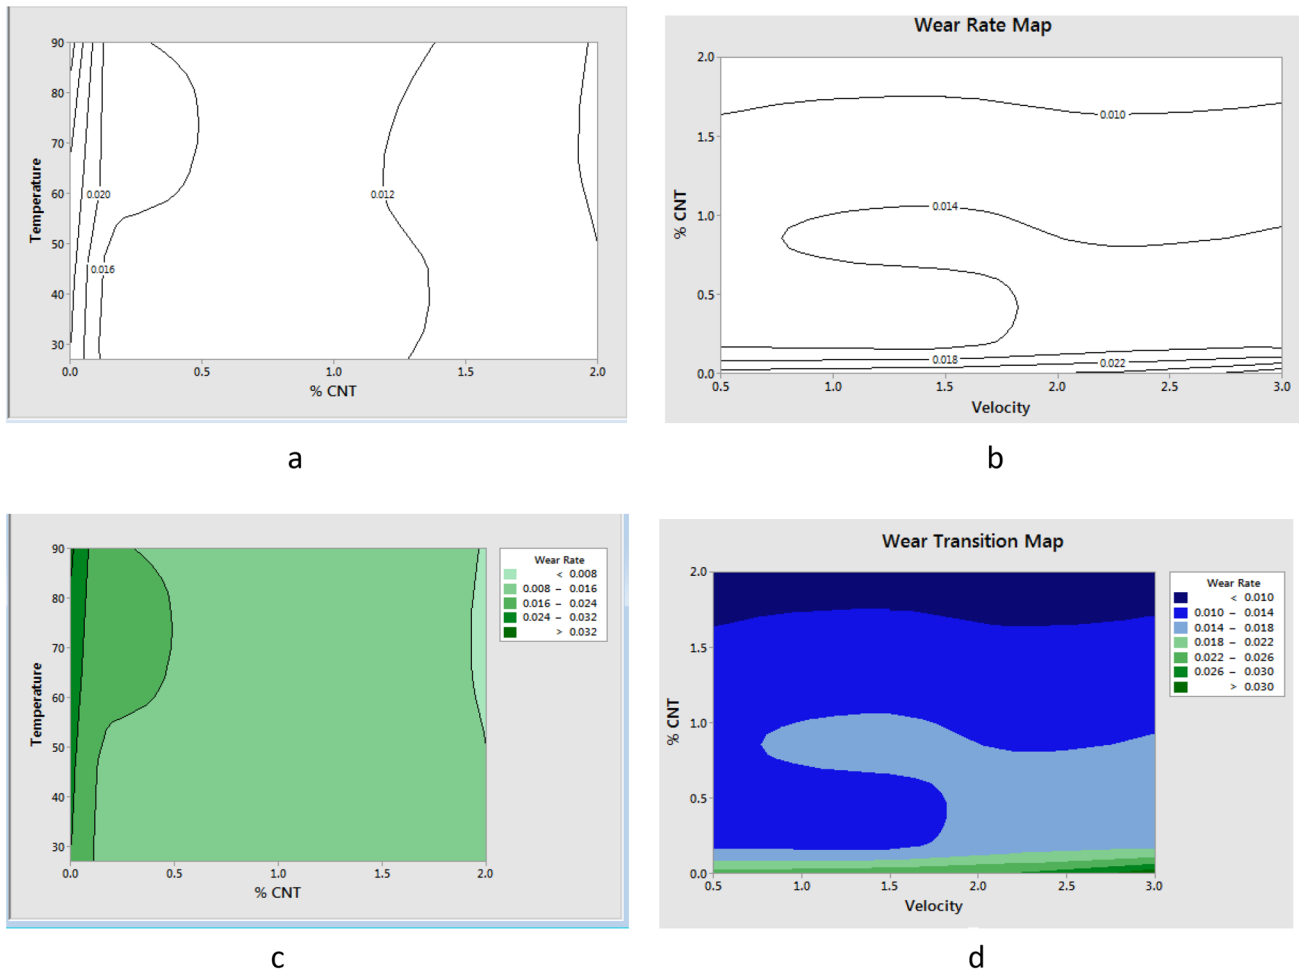 90
80
70
60
50
40
30
Temperature
0.020
0.016
0.012
0.0
0.5
1.0
1.5
2.0
% CNT
a
Wear Rate Map
2.0
1.5
1.0
0.5
0.0
% CNT
0.010
0.014
0.018
0.022
0.5
1.0
1.5
2.0
2.5
3.0
Velocity
b
90
80
70
60
50
40
30
Temperature
0.0
0.5
1.0
1.5
2.0
% CNT
Wear Rate
< 0.008
0.008 – 0.016
0.016 – 0.024
0.024 – 0.032
> 0.032
c
Wear Transition Map
2.0
1.5
1.0
0.5
0.0
% CNT
0.5
1.0
1.5
2.0
2.5
3.0
Velocity
Wear Rate
< 0.010
0.010 – 0.014
0.014 – 0.018
0.018 – 0.022
0.022 – 0.026
0.026 – 0.030
> 0.030
d